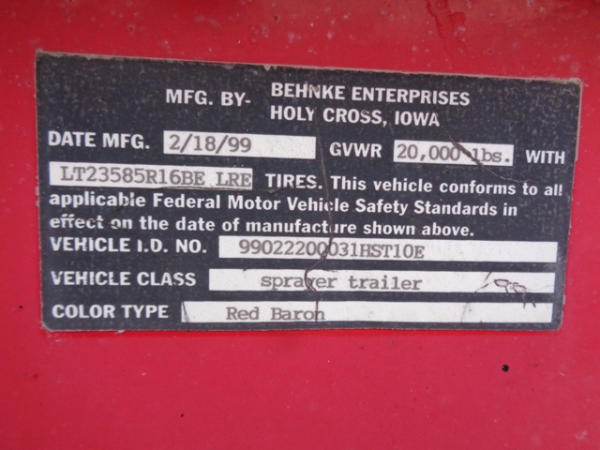 MFG. BY- BEHNKE ENTERPRISES
HOLY CROSS, IOWA
DATE MFG. 2/18/99 GVWR 20,000 lbs. WITH
LT23585R16BE LRE TIRES. This vehicle conforms to all
applicable Federal Motor Vehicle Safety Standards in
effect on the date of manufacture shown above.
VEHICLE I.D. NO. 99022200031HST10E
VEHICLE CLASS sprayer trailer
COLOR TYPE Red Baron